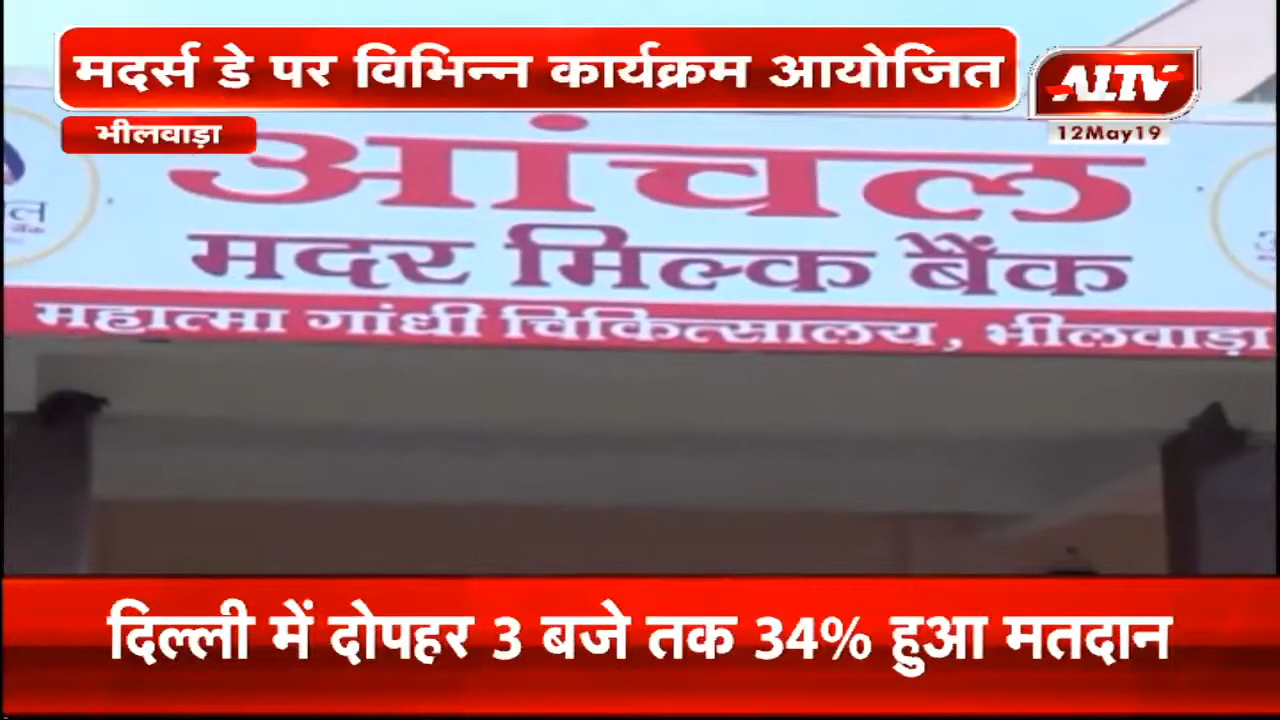 मदर्स डे पर विभिन्न कार्यक्रम आयोजित
ALTV
12May19
भीलवाड़ा
आंचल
मदर मिल्क बैंक
महात्मा गांधी चिकित्सालय, भीलवाड़ा
दिल्ली में दोपहर 3 बजे तक 34% हुआ मतदान